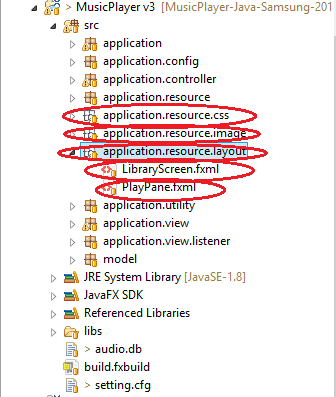 > MusicPlayer v3 [MusicPlayer-Java-Samsung-201
src
application
application.config
application.controller
application.resource
application.resource.css
application.resource.image
application.resource.layout
LibraryScreen.fxml
PlayPane.fxml
application.utility
application.view
application.view.listener
model
JRE System Library [JavaSE-1.8]
JavaFX SDK
Referenced Libraries
> libs
> audio.db
build.fxbuild
> setting.cfg